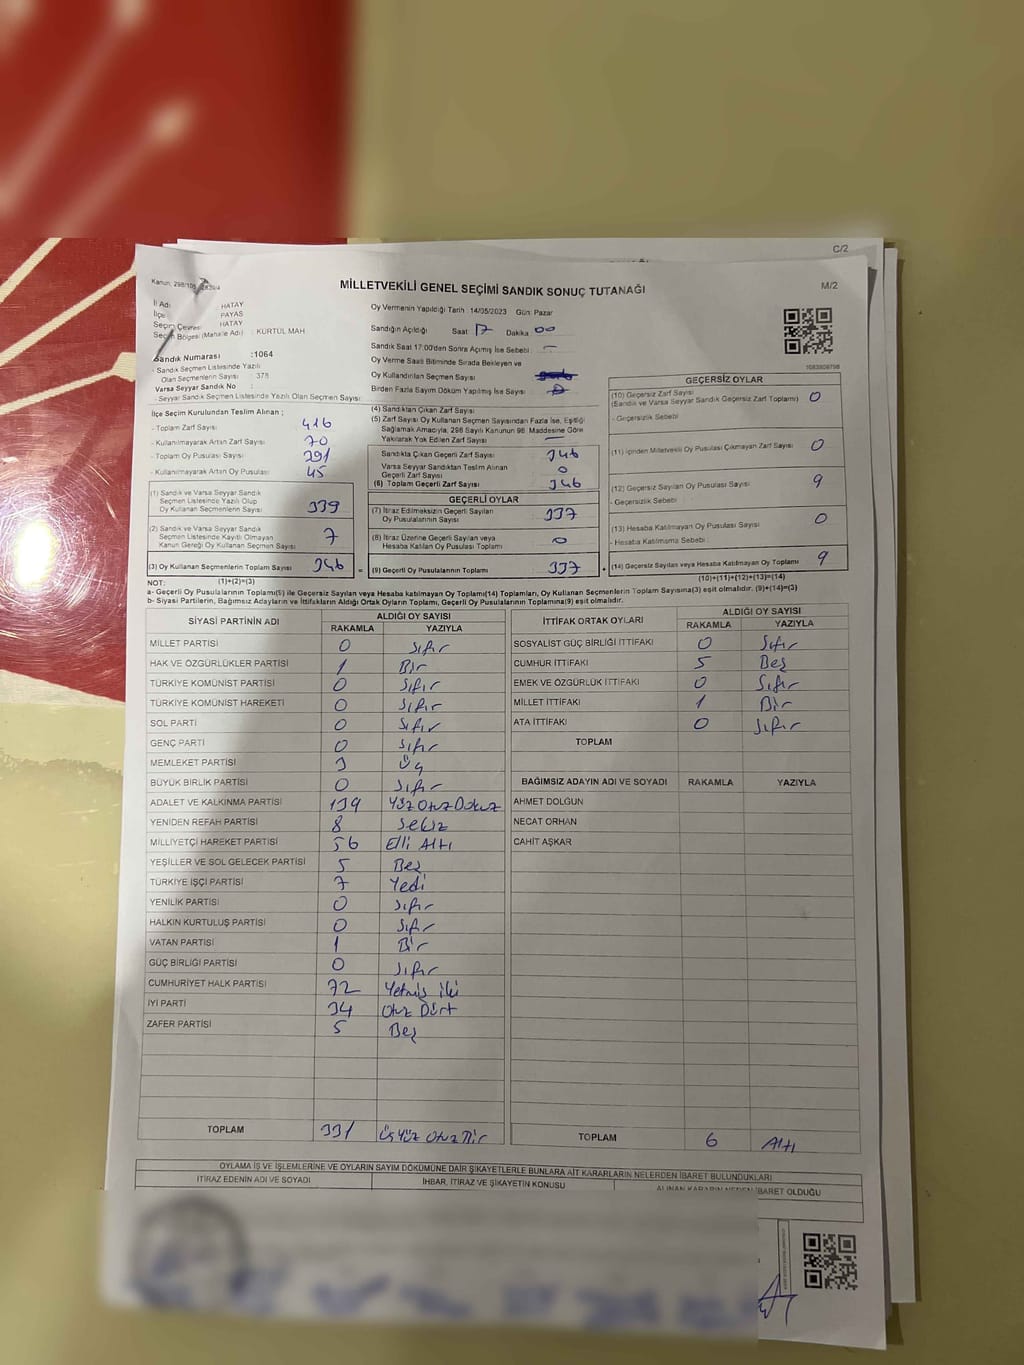 C/2
Kanun; 298/105
MİLLETVEKİLİ GENEL SEÇİMİ SANDIK SONUÇ TUTANAĞI
M/2
İl Adı : HATAY
İlçe : PAYAS
Seçim Çevresi : HATAY
Seçim Bölgesi (Mahalle Adı) : KÜRTÜL MAH
Sandık Numarası :1064
- Sandık Seçmen Listesinde Yazılı
Olan Seçmenlerin Sayısı : 378
Varsa Seyyar Sandık No :
- Seyyar Sandık Seçmen Listesinde Yazılı Olan Seçmen Sayısı :
Oy Vermenin Yapıldığı Tarih :14/05/2023 Gün: Pazar
Sandığın Açıldığı Saat 17 Dakika 00
Sandık Saat 17:00'den Sonra Açılmış İse Sebebi : —
Oy Verme Saati Bitiminde Sırada Bekleyen ve
Oy Kullandırılan Seçmen Sayısı
Birden Fazla Sayım Döküm Yapılmış İse Sayısı
1083808798
İlçe Seçim Kurulundan Teslim Alınan ;
- Toplam Zarf Sayısı 416
- Kullanılmayarak Artan Zarf Sayısı 70
- Toplam Oy Pusulası Sayısı 391
- Kullanılmayarak Artan Oy Pusulası 45
(1) Sandık ve Varsa Seyyar Sandık
Seçmen Listesinde Yazılı Olup
Oy Kullanan Seçmenlerin Sayısı 339
(2) Sandık ve Varsa Seyyar Sandık
Seçmen Listesinde Kayıtlı Olmayan
Kanun Gereği Oy Kullanan Seçmen Sayısı 7
(3) Oy Kullanan Seçmenlerin Toplam Sayısı 346
(4) Sandıktan Çıkan Zarf Sayısı
(5) Zarf Sayısı Oy Kullanan Seçmen Sayısından Fazla İse, Eşitliği
Sağlamak Amacıyla; 298 Sayılı Kanunun 98. Maddesine Göre
Yakılarak Yok Edilen Zarf Sayısı —
Sandıkta Çıkan Geçerli Zarf Sayısı 346
Varsa Seyyar Sandıktan Teslim Alınan
Geçerli Zarf Sayısı 0
(6) Toplam Geçerli Zarf Sayısı 346
GEÇERLİ OYLAR
(7) İtiraz Edilmeksizin Geçerli Sayılan
Oy Pusulalarının Sayısı 337
(8) İtiraz Üzerine Geçerli Sayılan veya
Hesaba Katılan Oy Pusulası Toplamı 0
= (9) Geçerli Oy Pusulalarının Toplamı 337
GEÇERSİZ OYLAR
(10) Geçersiz Zarf Sayısı
(Sandık ve Varsa Seyyar Sandık Geçersiz Zarf Toplamı) 0
- Geçersizlik Sebebi :
(11) İçinden Milletvekili Oy Pusulası Çıkmayan Zarf Sayısı 0
(12) Geçersiz Sayılan Oy Pusulası Sayısı 9
- Geçersizlik Sebebi :
(13) Hesaba Katılmayan Oy Pusulası Sayısı 0
- Hesaba Katılmama Sebebi :
+ (14) Geçersiz Sayılan veya Hesaba Katılmayan Oy Toplamı 9
NOT: (1)+(2)=(3) (10)+(11)+(12)+(13)=(14)
a- Geçerli Oy Pusulalarının Toplamı(9) ile Geçersiz Sayılan veya Hesaba katılmayan Oy Toplamı(14) Toplamları, Oy Kullanan Seçmenlerin Toplam Sayısına(3) eşit olmalıdır. (9)+(14)=(3)
b- Siyasi Partilerin, Bağımsız Adayların ve İttifakların Aldığı Ortak Oyların Toplamı, Geçerli Oy Pusulalarının Toplamına(9) eşit olmalıdır.
SİYASİ PARTİNİN ADI ALDIĞI OY SAYISI
RAKAMLA YAZIYLA
MİLLET PARTİSİ 0 Sıfır
HAK VE ÖZGÜRLÜKLER PARTİSİ 1 Bir
TÜRKİYE KOMÜNİST PARTİSİ 0 Sıfır
TÜRKİYE KOMÜNİST HAREKETİ 0 Sıfır
SOL PARTİ 0 Sıfır
GENÇ PARTİ 0 Sıfır
MEMLEKET PARTİSİ 3 Üç
BÜYÜK BİRLİK PARTİSİ 0 Sıfır
ADALET VE KALKINMA PARTİSİ 139 Yüz Otuz Dokuz
YENİDEN REFAH PARTİSİ 8 Sekiz
MİLLİYETÇİ HAREKET PARTİSİ 56 Elli Altı
YEŞİLLER VE SOL GELECEK PARTİSİ 5 Beş
TÜRKİYE İŞÇİ PARTİSİ 7 Yedi
YENİLİK PARTİSİ 0 Sıfır
HALKIN KURTULUŞ PARTİSİ 0 Sıfır
VATAN PARTİSİ 1 Bir
GÜÇ BİRLİĞİ PARTİSİ 0 Sıfır
CUMHURİYET HALK PARTİSİ 72 Yetmiş iki
İYİ PARTİ 34 Otuz Dört
ZAFER PARTİSİ 5 Beş
TOPLAM 331 üç Yüz Otuz Bir
İTTİFAK ORTAK OYLARI ALDIĞI OY SAYISI
RAKAMLA YAZIYLA
SOSYALİST GÜÇ BİRLİĞİ İTTİFAKI 0 Sıfır
CUMHUR İTTİFAKI 5 Beş
EMEK VE ÖZGÜRLÜK İTTİFAKI 0 Sıfır
MİLLET İTTİFAKI 1 Bir
ATA İTTİFAKI 0 Sıfır
TOPLAM
BAĞIMSIZ ADAYIN ADI VE SOYADI RAKAMLA YAZIYLA
AHMET DOLĞUN
NECAT ORHAN
CAHİT AŞKAR
TOPLAM 6 Altı
OYLAMA İŞ VE İŞLEMLERİNE VE OYLARIN SAYIM DÖKÜMÜNE DAİR ŞİKAYETLERLE BUNLARA AİT KARARLARIN NELERDEN İBARET BULUNDUKLARI
İTİRAZ EDENİN ADI VE SOYADI İHBAR, İTİRAZ VE ŞİKAYETİN KONUSU ALINAN KARARIN NEDEN İBARET OLDUĞU